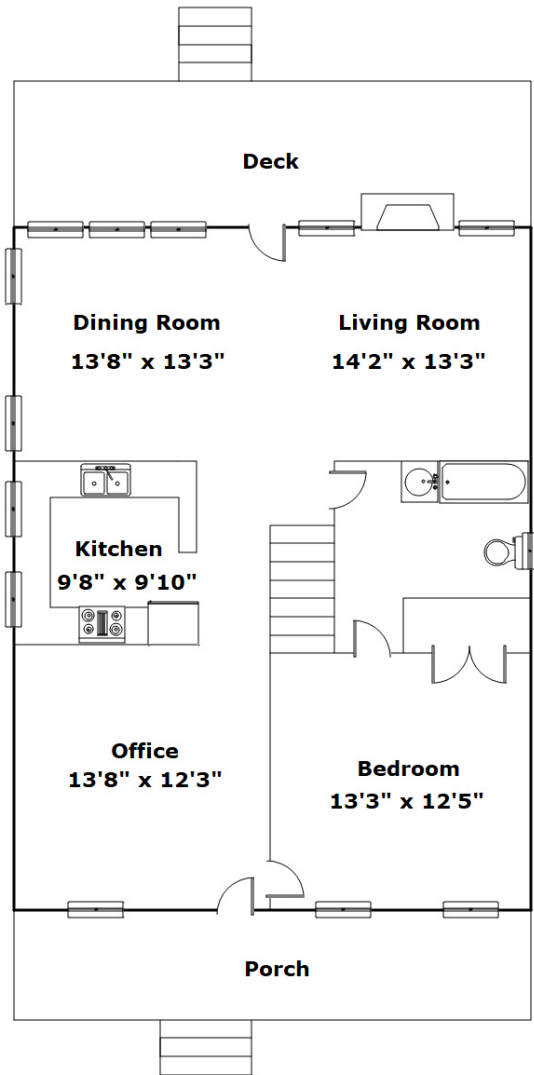 Deck
Dining Room
13'8" x 13'3"
Living Room
14'2" x 13'3"
Kitchen
9'8" x 9'10"
Office
13'8" x 12'3"
Bedroom
13'3" x 12'5"
Porch